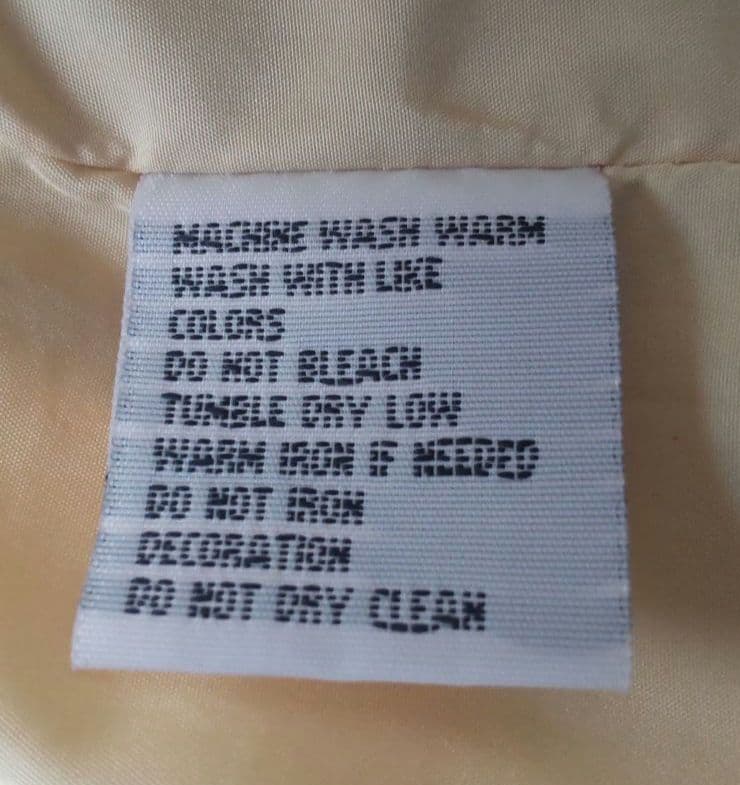 MACHINE WASH WARM
WASH WITH LIKE
COLORS
DO NOT BLEACH
TUMBLE DRY LOW
WARM IRON IF NEEDED
DO NOT IRON
DECORATION
DO NOT DRY CLEAN